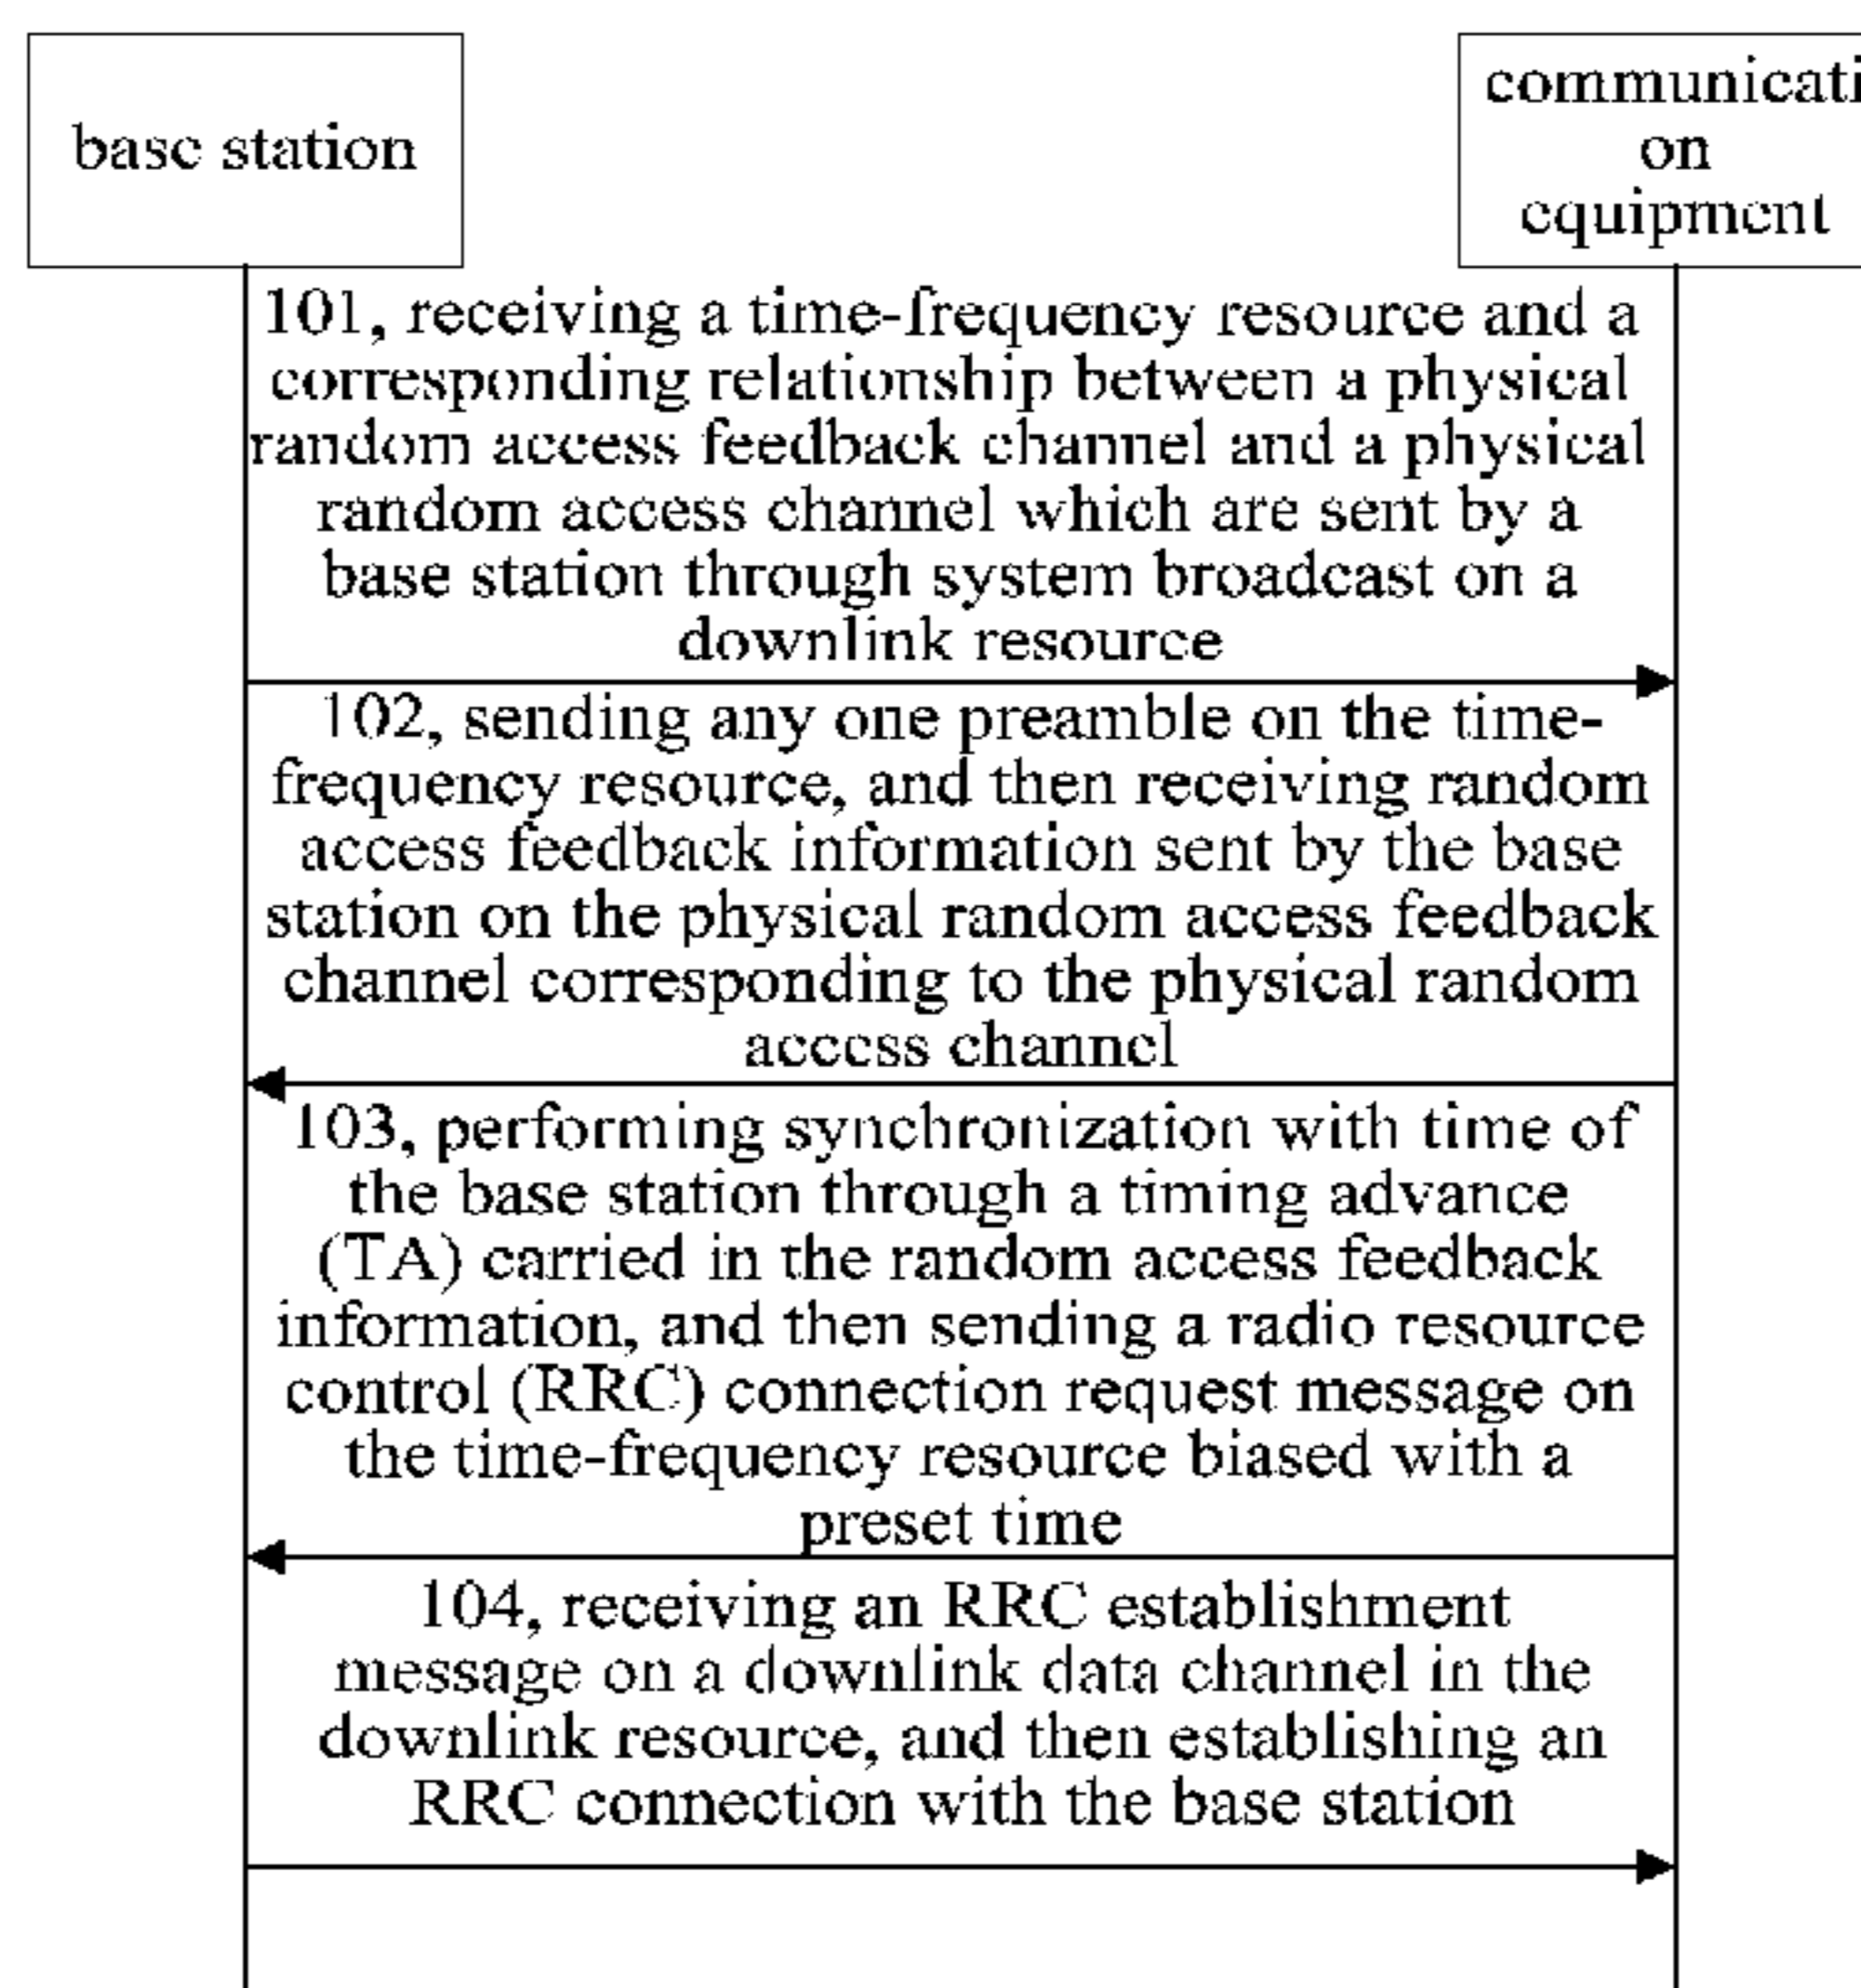 base station
communicati
on
equipment
101, receiving a time-frequency resource and a
corresponding relationship between a physical
random access feedback channel and a physical
random access channel which are sent by a
base station through system broadcast on a
downlink resource
102, sending any one preamble on the time-
frequency resource, and then receiving random
access feedback information sent by the base
station on the physical random access feedback
channel corresponding to the physical random
access channel
103, performing synchronization with time of
the base station through a timing advance
(TA) carried in the random access feedback
information, and then sending a radio resource
control (RRC) connection request message on
the time-frequency resource biased with a
preset time
104, receiving an RRC establishment
message on a downlink data channel in the
downlink resource, and then establishing an
RRC connection with the base station